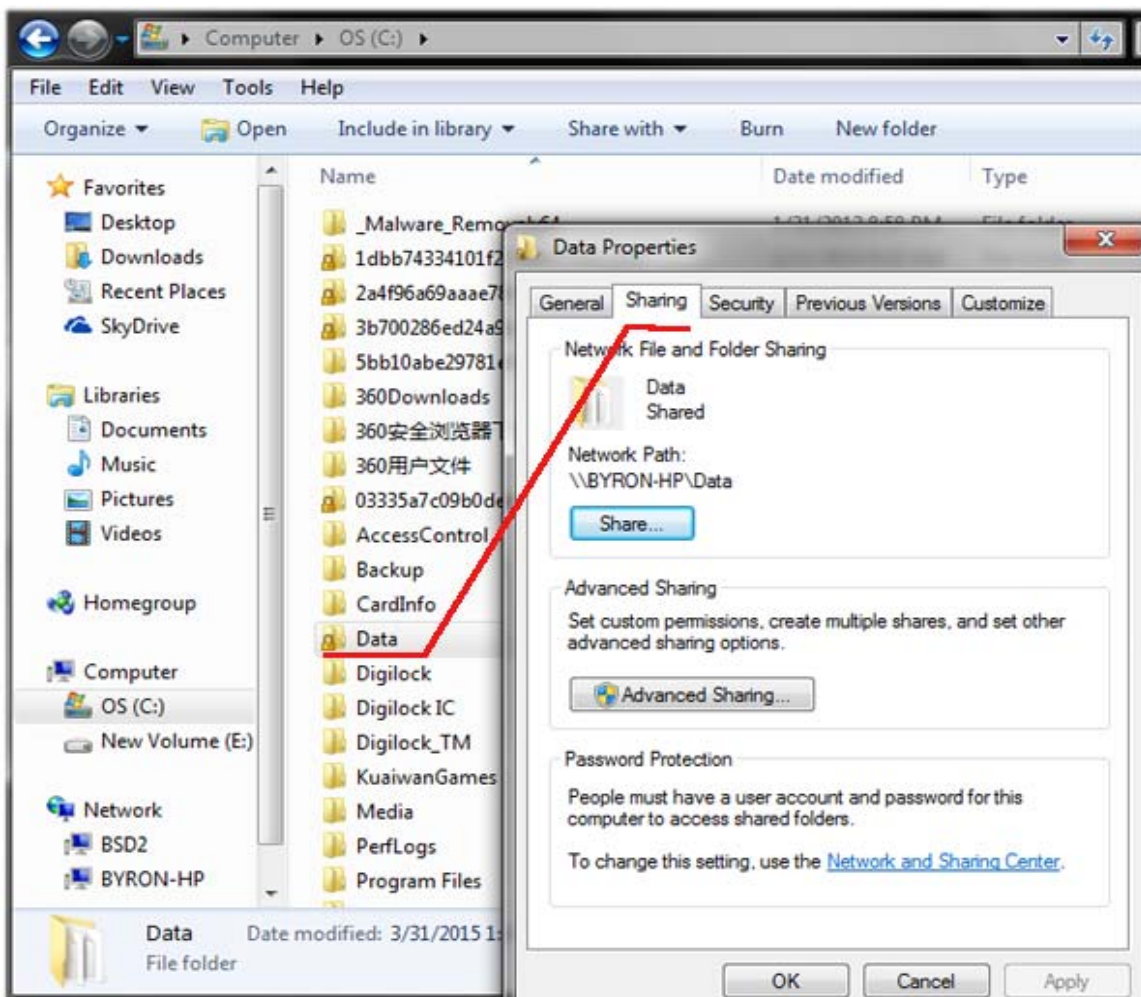 Computer ▸ OS (C:) ▸
File Edit View Tools Help
Organize Open Include in library Share with Burn New folder
Favorites
Desktop
Downloads
Recent Places
SkyDrive
Libraries
Documents
Music
Pictures
Videos
Homegroup
Computer
OS (C:)
New Volume (E:)
Network
BSD2
BYRON-HP
Name Date modified Type
_Malware_Remov
1dbb74334101f2
2a4f96a69aaae7
3b700286ed24a9
5bb10abe29781
360Downloads
360安全浏览器
360用户文件
03335a7c09b0de
AccessControl
Backup
CardInfo
Data
Digilock
Digilock IC
Digilock_TM
KuaiwanGames
Media
PerfLogs
Program Files
Data Properties
General Sharing Security Previous Versions Customize
Network File and Folder Sharing
Data
Shared
Network Path:
\\BYRON-HP\Data
Share...
Advanced Sharing
Set custom permissions, create multiple shares, and set other
advanced sharing options.
Advanced Sharing...
Password Protection
People must have a user account and password for this
computer to access shared folders.
To change this setting, use the Network and Sharing Center.
OK Cancel Apply
Data Date modified: 3/31/2015 1:
File folder